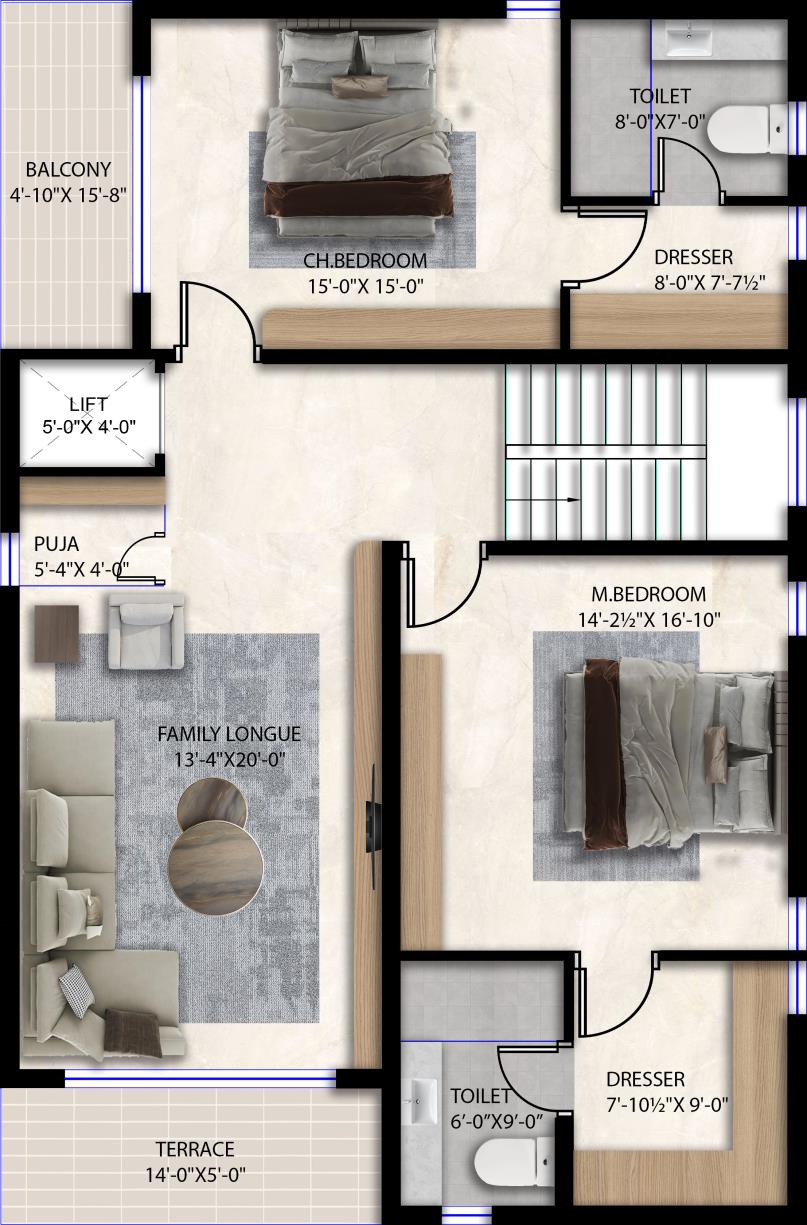 TOILET
8'-0"X7'-0"
BALCONY
4'-10"X 15'-8"
CH.BEDROOM
15'-0"X 15'-0"
DRESSER
8'-0"X 7'-7½"
LIFT
5'-0"X 4'-0"
PUJA
5'-4"X 4'-0"
M.BEDROOM
14'-2½"X 16'-10"
FAMILY LONGUE
13'-4"X20'-0"
TOILET
6'-0"X9'-0"
DRESSER
7'-10½"X 9'-0"
TERRACE
14'-0"X5'-0"